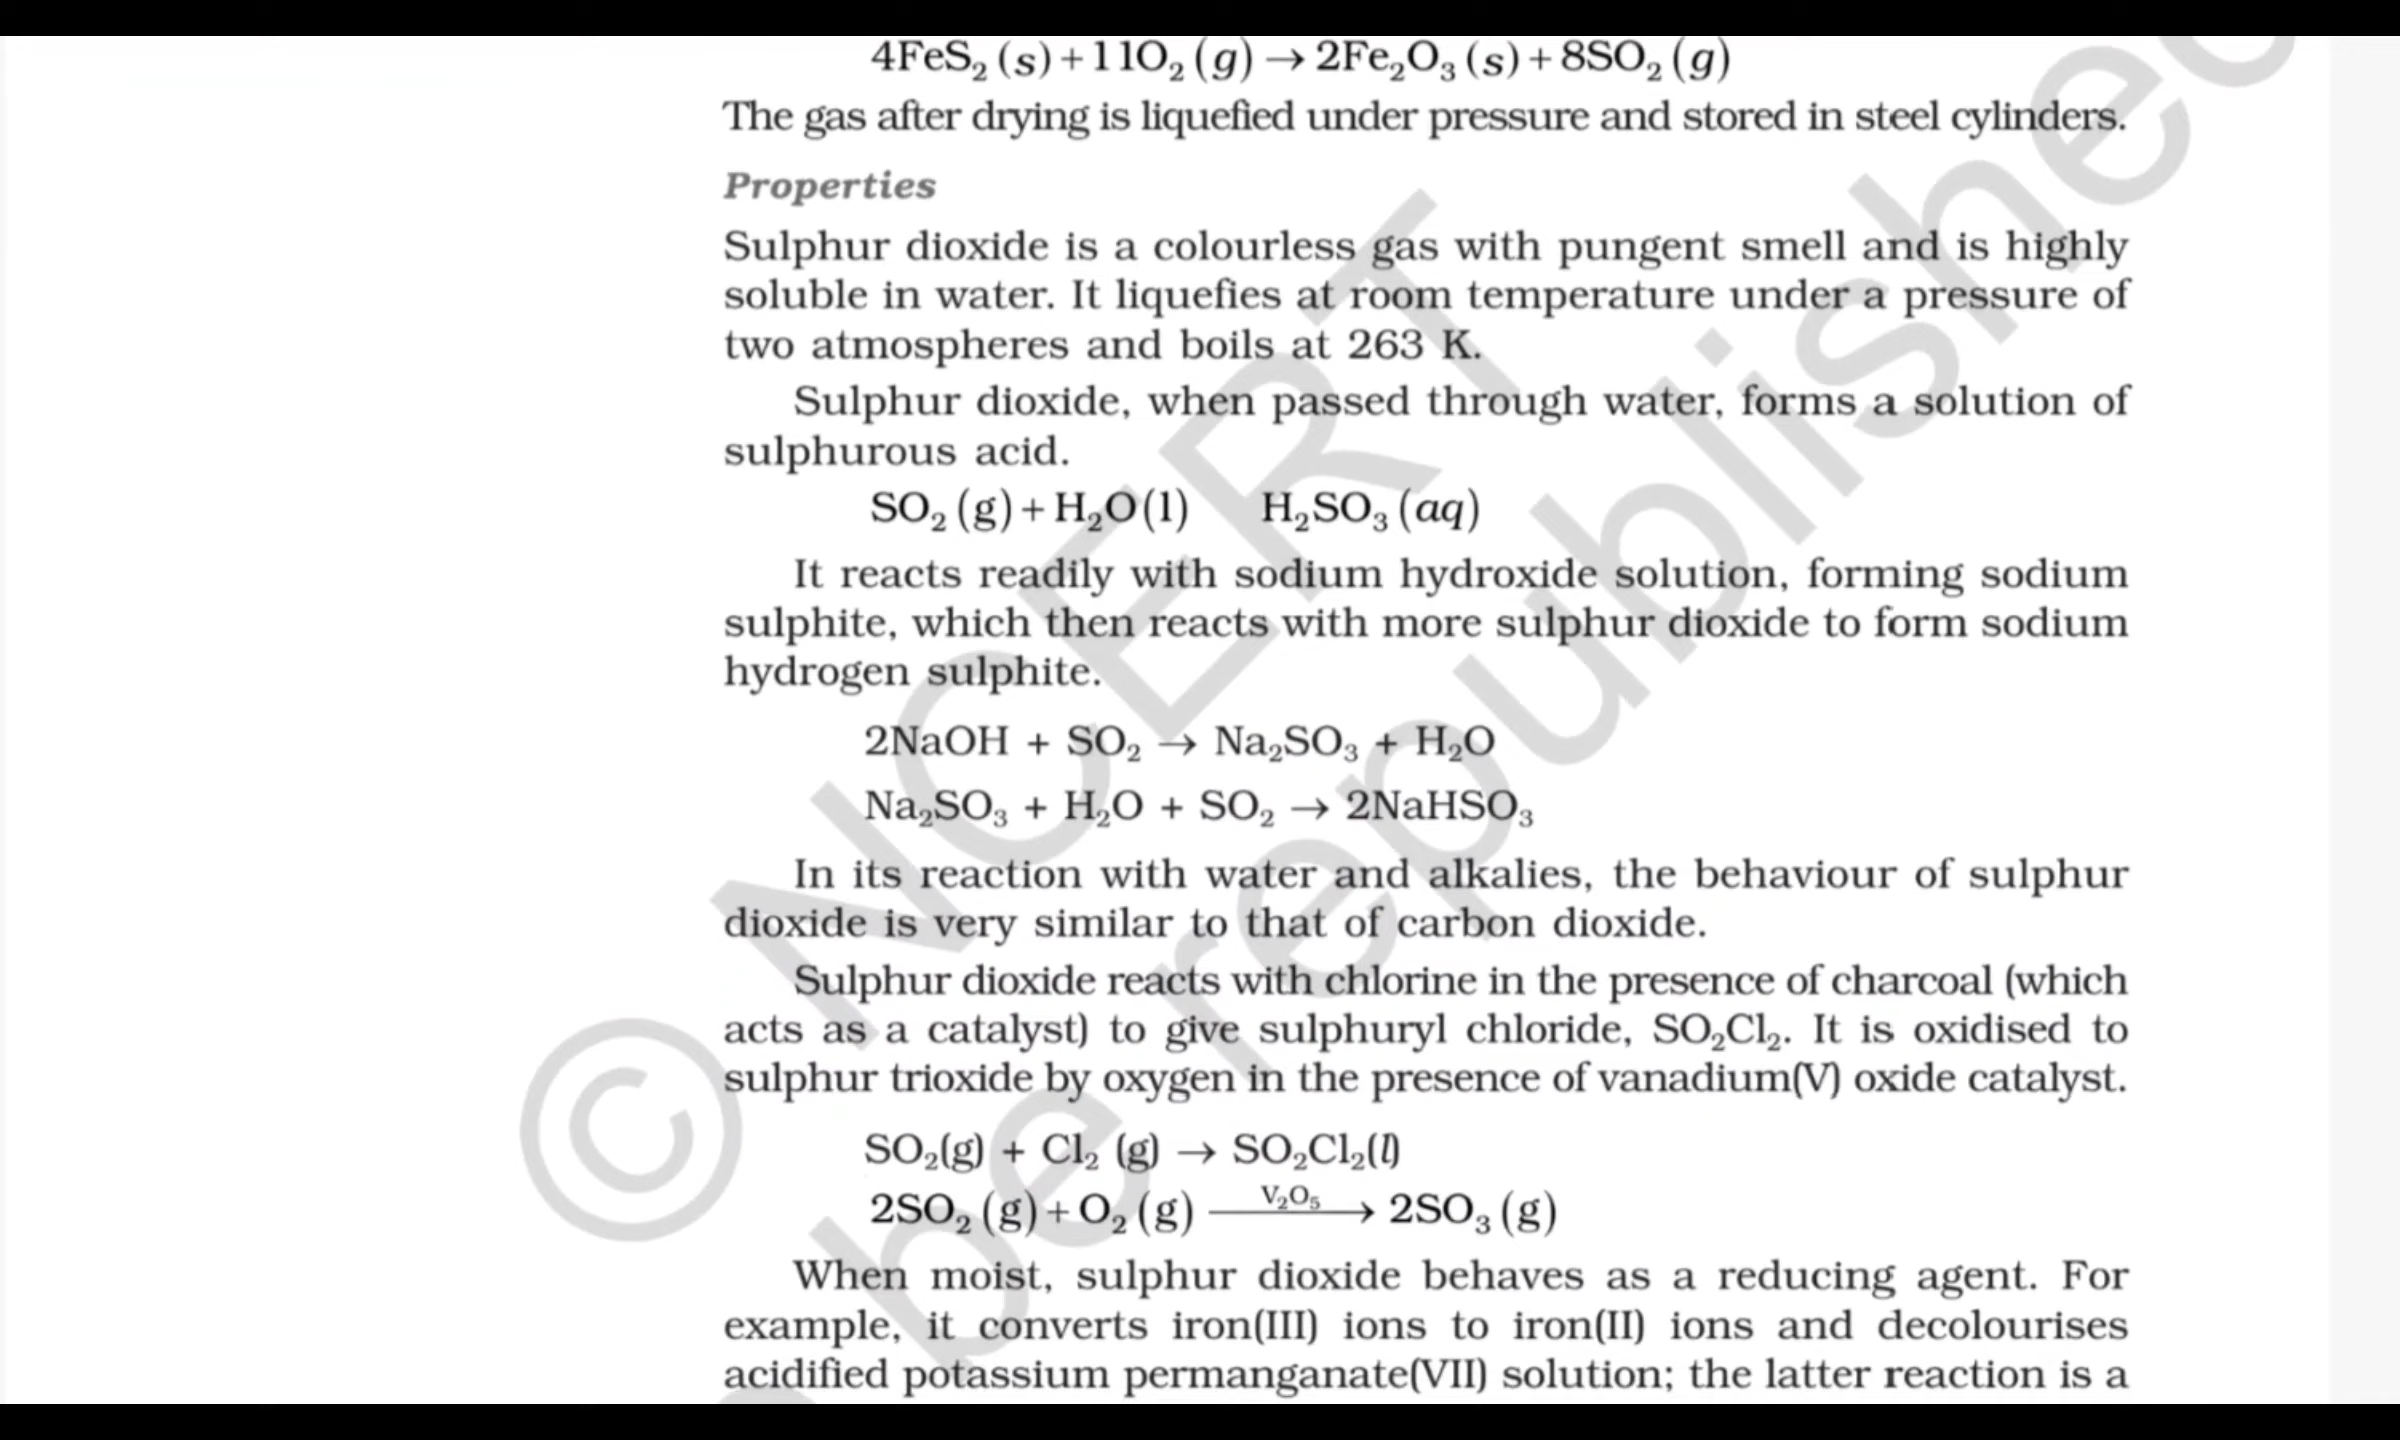 4FeS₂ (s) + 11O₂ (g) → 2Fe₂O₃ (s) + 8SO₂ (g)
The gas after drying is liquefied under pressure and stored in steel cylinders.
Properties
Sulphur dioxide is a colourless gas with pungent smell and is highly
soluble in water. It liquefies at room temperature under a pressure of
two atmospheres and boils at 263 K.
Sulphur dioxide, when passed through water, forms a solution of
sulphurous acid.
SO₂ (g) + H₂O(l) H₂SO₃ (aq)
It reacts readily with sodium hydroxide solution, forming sodium
sulphite, which then reacts with more sulphur dioxide to form sodium
hydrogen sulphite.
2NaOH + SO₂ → Na₂SO₃ + H₂O
Na₂SO₃ + H₂O + SO₂ → 2NaHSO₃
In its reaction with water and alkalies, the behaviour of sulphur
dioxide is very similar to that of carbon dioxide.
Sulphur dioxide reacts with chlorine in the presence of charcoal (which
acts as a catalyst) to give sulphuryl chloride, SO₂Cl₂. It is oxidised to
sulphur trioxide by oxygen in the presence of vanadium(V) oxide catalyst.
SO₂(g) + Cl₂ (g) → SO₂Cl₂(l)
V₂O₅
2SO₂ (g) + O₂ (g) ⟶ 2SO₃ (g)
When moist, sulphur dioxide behaves as a reducing agent. For
example, it converts iron(III) ions to iron(II) ions and decolourises
acidified potassium permanganate(VII) solution; the latter reaction is a
© NCERT
be republished